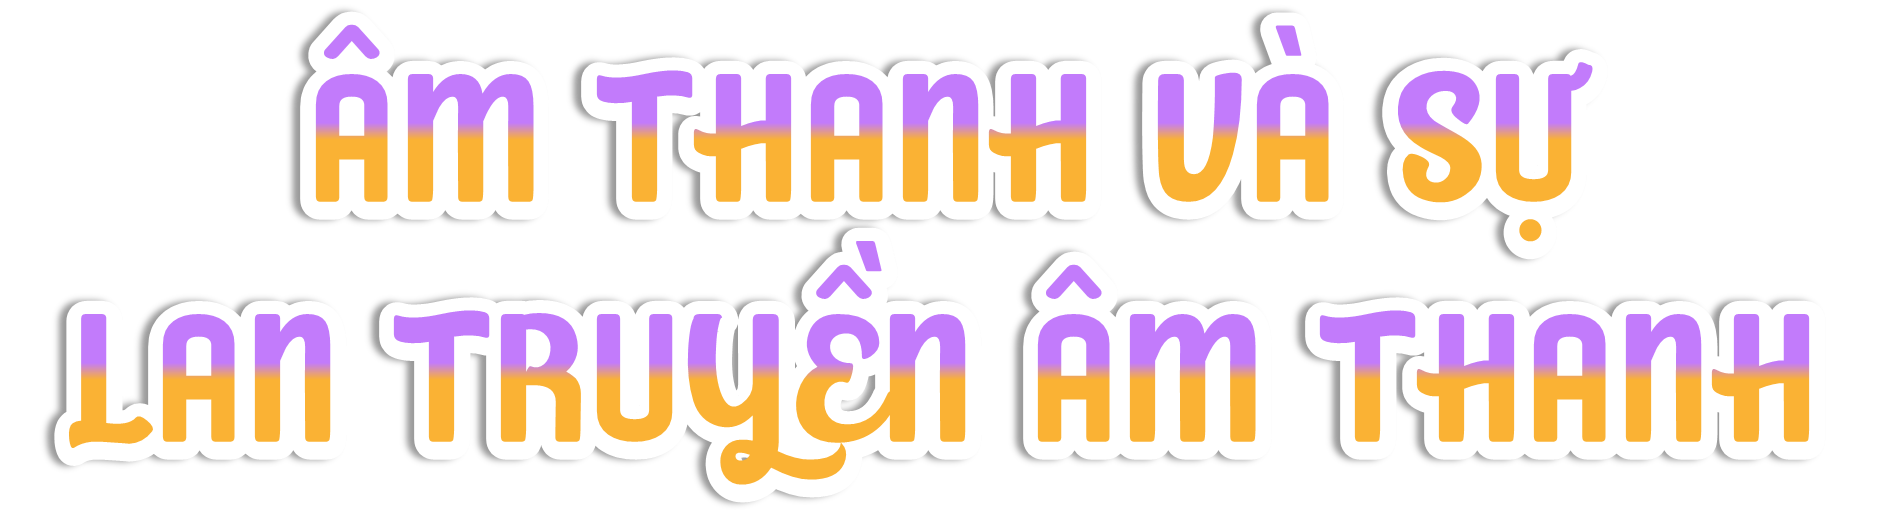 ÂM THANH VÀ SỰ
LAN TRUYỀN ÂM THANH